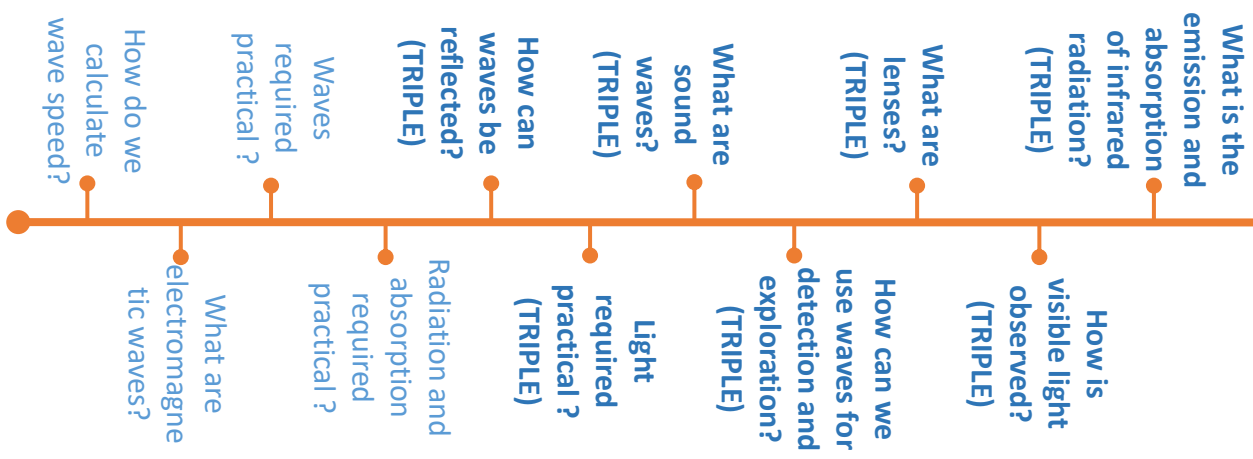 How do we
calculate
wave speed?
What are
electromagne
tic waves?
Waves
required
practical ?
Radiation and
absorption
required
practical ?
How can
waves be
reflected?
(TRIPLE)
Light
required
practical ?
(TRIPLE)
What are
sound
waves?
(TRIPLE)
How can we
use waves for
detection and
exploration?
(TRIPLE)
What are
lenses?
(TRIPLE)
How is
visible light
observed?
(TRIPLE)
What is the
emission and
absorption
of infrared
radiation?
(TRIPLE)